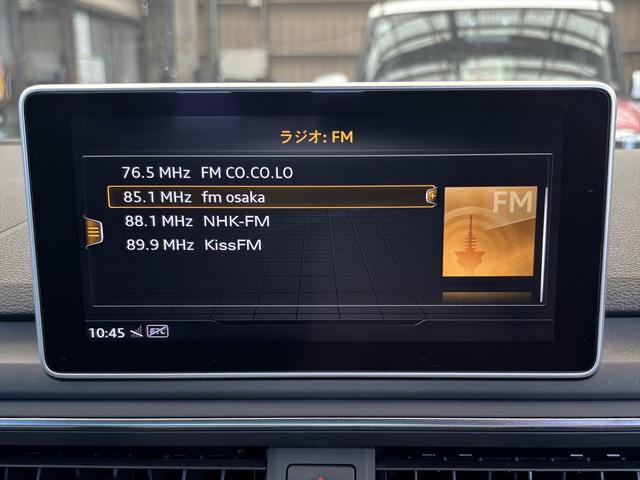 ラジオ: FM
76.5 MHz FM CO.CO.LO
85.1 MHz fm osaka
88.1 MHz NHK-FM
89.9 MHz KissFM
FM
10:45 ETC